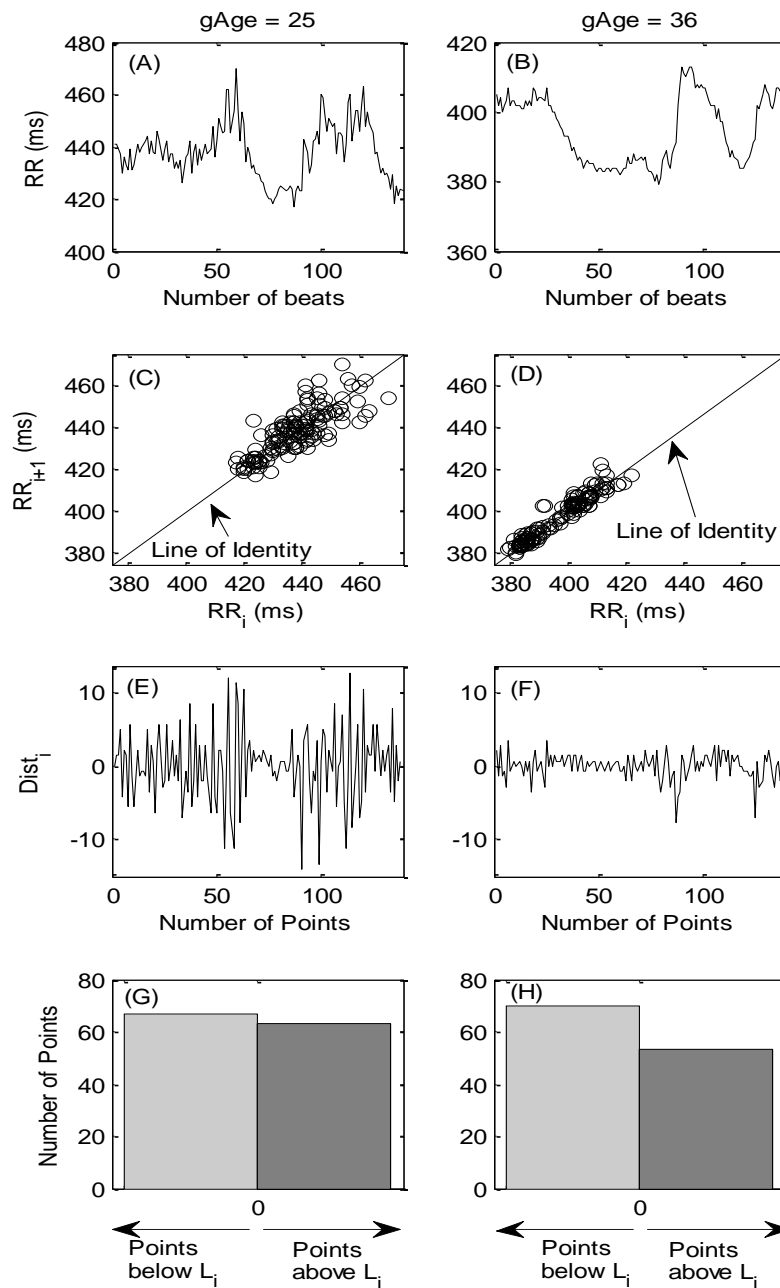 gAge = 25
gAge = 36
(A)
480
460
440
420
400
RR (ms)
0
50
100
Number of beats
(B)
420
400
380
360
0
50
100
Number of beats
(C)
460
440
420
400
380
RR_{i+1} (ms)
Line of Identity
380
400
420
440
460
RR_i (ms)
(D)
460
440
420
400
380
Line of Identity
380
400
420
440
460
RR_i (ms)
(E)
10
0
-10
Dist_i
0
50
100
Number of Points
(F)
10
0
-10
0
50
100
Number of Points
(G)
80
60
40
20
0
Number of Points
0
Points
below L_i
Points
above L_i
(H)
80
60
40
20
0
0
Points
below L_i
Points
above L_i